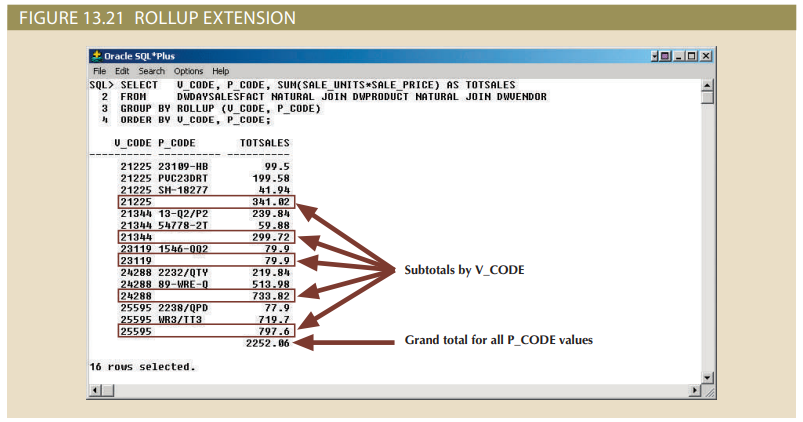 FIGURE 13.21 ROLLUP EXTENSION
Oracle SQL*Plus
File Edit Search Options Help
SQL> SELECT V_CODE, P_CODE, SUM(SALE_UNITS*SALE_PRICE) AS TOTSALES
2 FROM DWDAYSALESFACT NATURAL JOIN DWPRODUCT NATURAL JOIN DWVENDOR
3 GROUP BY ROLLUP (V_CODE, P_CODE)
4 ORDER BY V_CODE, P_CODE;
V_CODE P_CODE TOTSALES
---------- ---------- ----------
21225 23109-HB 99.5
21225 PVC23DRT 199.58
21225 SM-18277 41.94
21225 341.02
21344 13-Q2/P2 239.84
21344 54778-2T 59.88
21344 299.72
23119 1546-QQ2 79.9
23119 79.9
24288 2232/QTY 219.84
24288 89-WRE-Q 513.98
24288 733.82
25595 2238/QPD 77.9
25595 WR3/TT3 719.7
25595 797.6
2252.06
Subtotals by V_CODE
Grand total for all P_CODE values
16 rows selected.